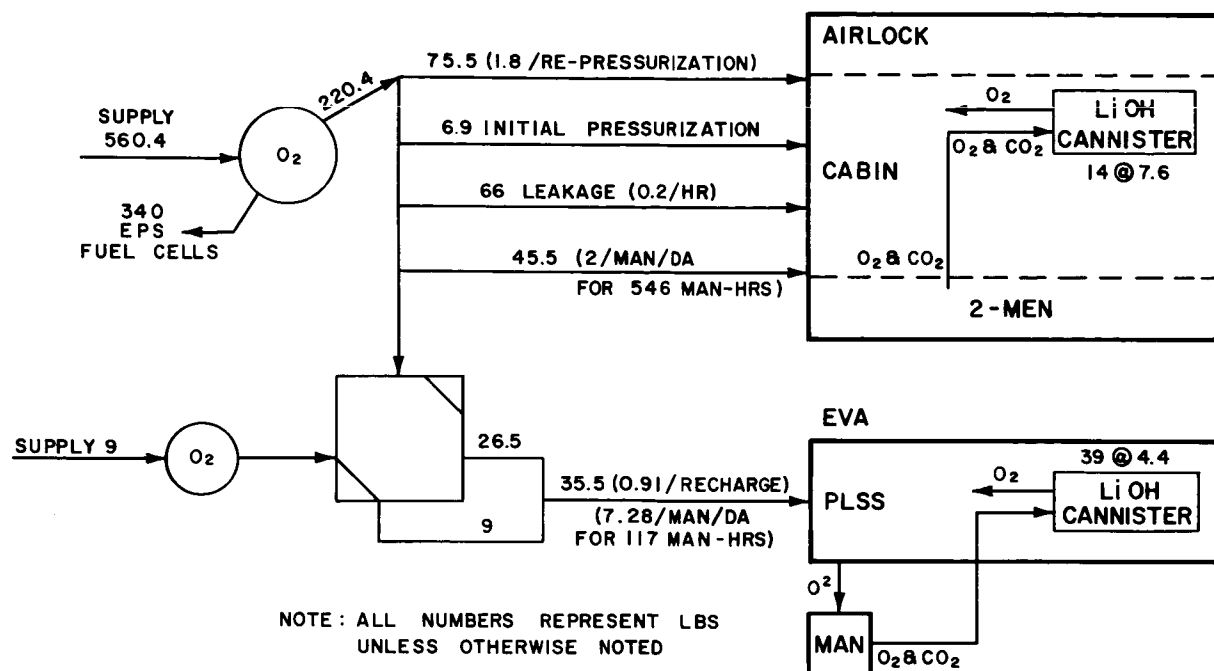 SUPPLY
560.4
O₂
220.4
340
EPS
FUEL CELLS
75.5 (1.8/RE-PRESSURIZATION)
6.9 INITIAL PRESSURIZATION
66 LEAKAGE (0.2/HR)
45.5 (2/MAN/DA
FOR 546 MAN-HRS)
AIRLOCK
CABIN
O₂
LiOH
CANNISTER
O₂ & CO₂
14 @ 7.6
O₂ & CO₂
2-MEN
SUPPLY 9
O₂
26.5
9
35.5 (0.91/RECHARGE)
(7.28/MAN/DA
FOR 117 MAN-HRS)
EVA
PLSS
39 @ 4.4
O₂
LiOH
CANNISTER
O²
MAN
O₂ & CO₂
NOTE: ALL NUMBERS REPRESENT LBS
UNLESS OTHERWISE NOTED